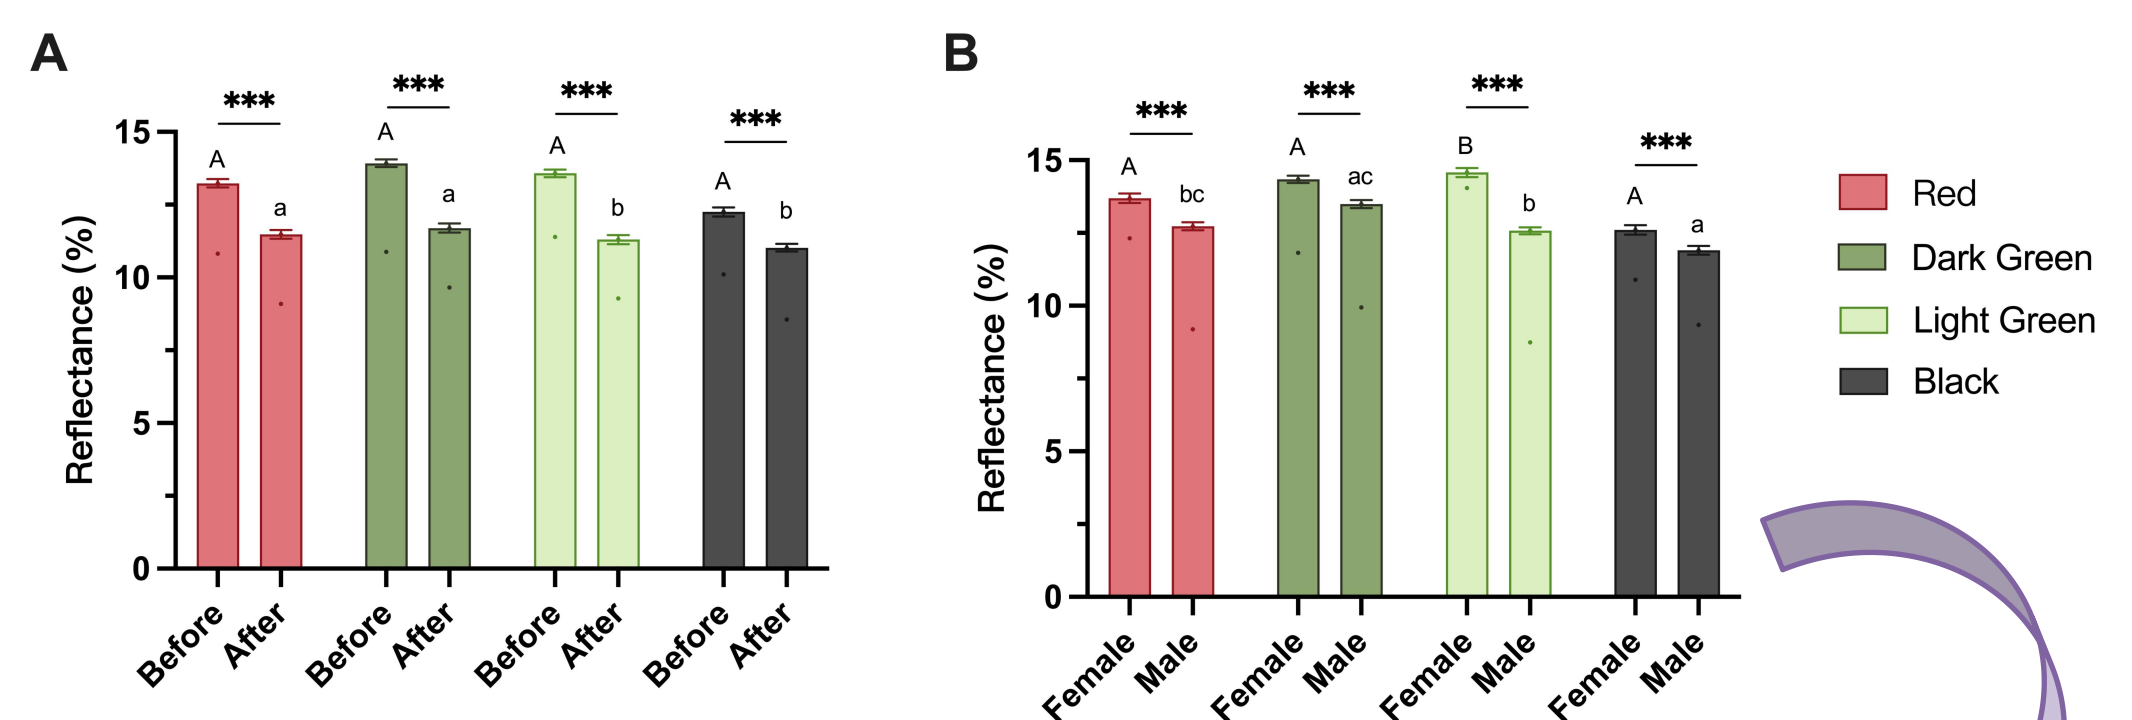 A
B
*** *** *** ***
*** *** *** ***
A a A a A b A b
A bc A ac B b A a
Reflectance (%)
15
10
5
0
Before After Before After Before After Before After
Reflectance (%)
15
10
5
0
Female Male Female Male Female Male Female Male
Red
Dark Green
Light Green
Black